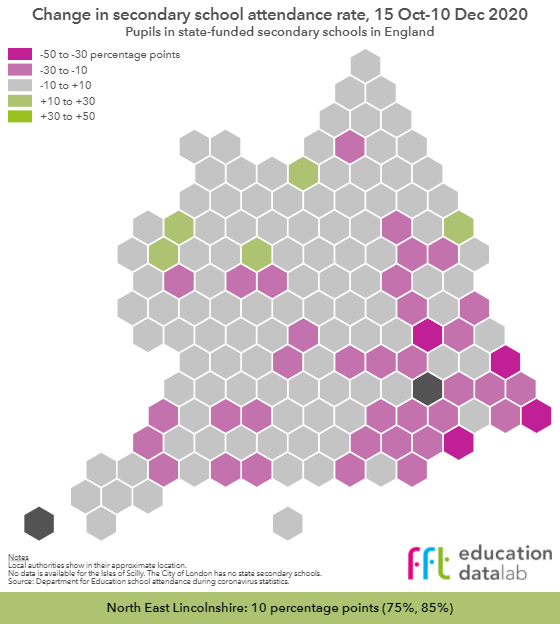 Change in secondary school attendance rate, 15 Oct-10 Dec 2020
Pupils in state-funded secondary schools in England
-50 to -30 percentage points
-30 to -10
-10 to +10
+10 to +30
+30 to +50
Notes
Local authorities show in their approximate location.
No data is available for the Isles of Scilly. The City of London has no state secondary schools.
Source: Department for Education school attendance during coronavirus statistics.
fft education
datalab
North East Lincolnshire: 10 percentage points (75%, 85%)